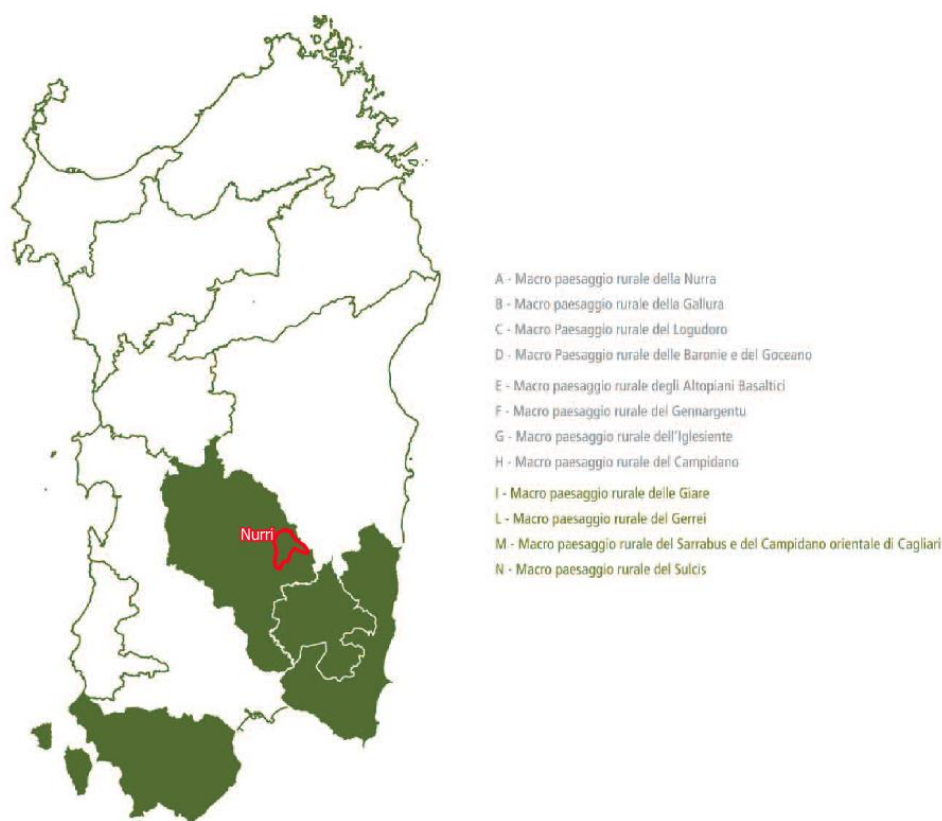 Nurri
A - Macro paesaggio rurale della Nurra
B - Macro paesaggio rurale della Gallura
C - Macro Paesaggio rurale del Logudoro
D - Macro Paesaggio rurale delle Baronie e del Goceano
E - Macro paesaggio rurale degli Altopiani Basaltici
F - Macro paesaggio rurale del Gennargentu
G - Macro paesaggio rurale dell'Iglesiente
H - Macro paesaggio rurale del Campidano
I - Macro paesaggio rurale delle Giare
L - Macro paesaggio rurale del Gerrei
M - Macro paesaggio rurale del Sarrabus e del Campidano orientale di Cagliari
N - Macro paesaggio rurale del Sulcis